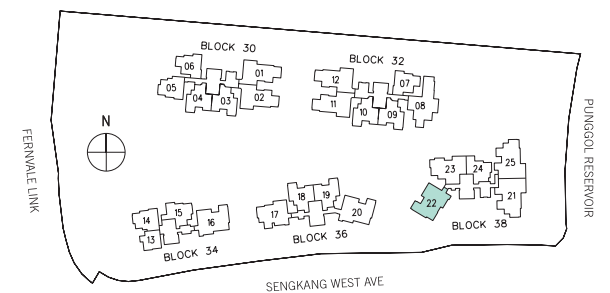 BLOCK 30
06
01
05
04
03
02
BLOCK 32
12
07
11
10
09
08
N
FERNVALE LINK
PUNGGOL RESERVOIR
23
24
25
22
21
BLOCK 38
14
15
16
13
BLOCK 34
18
19
17
20
BLOCK 36
SENGKANG WEST AVE